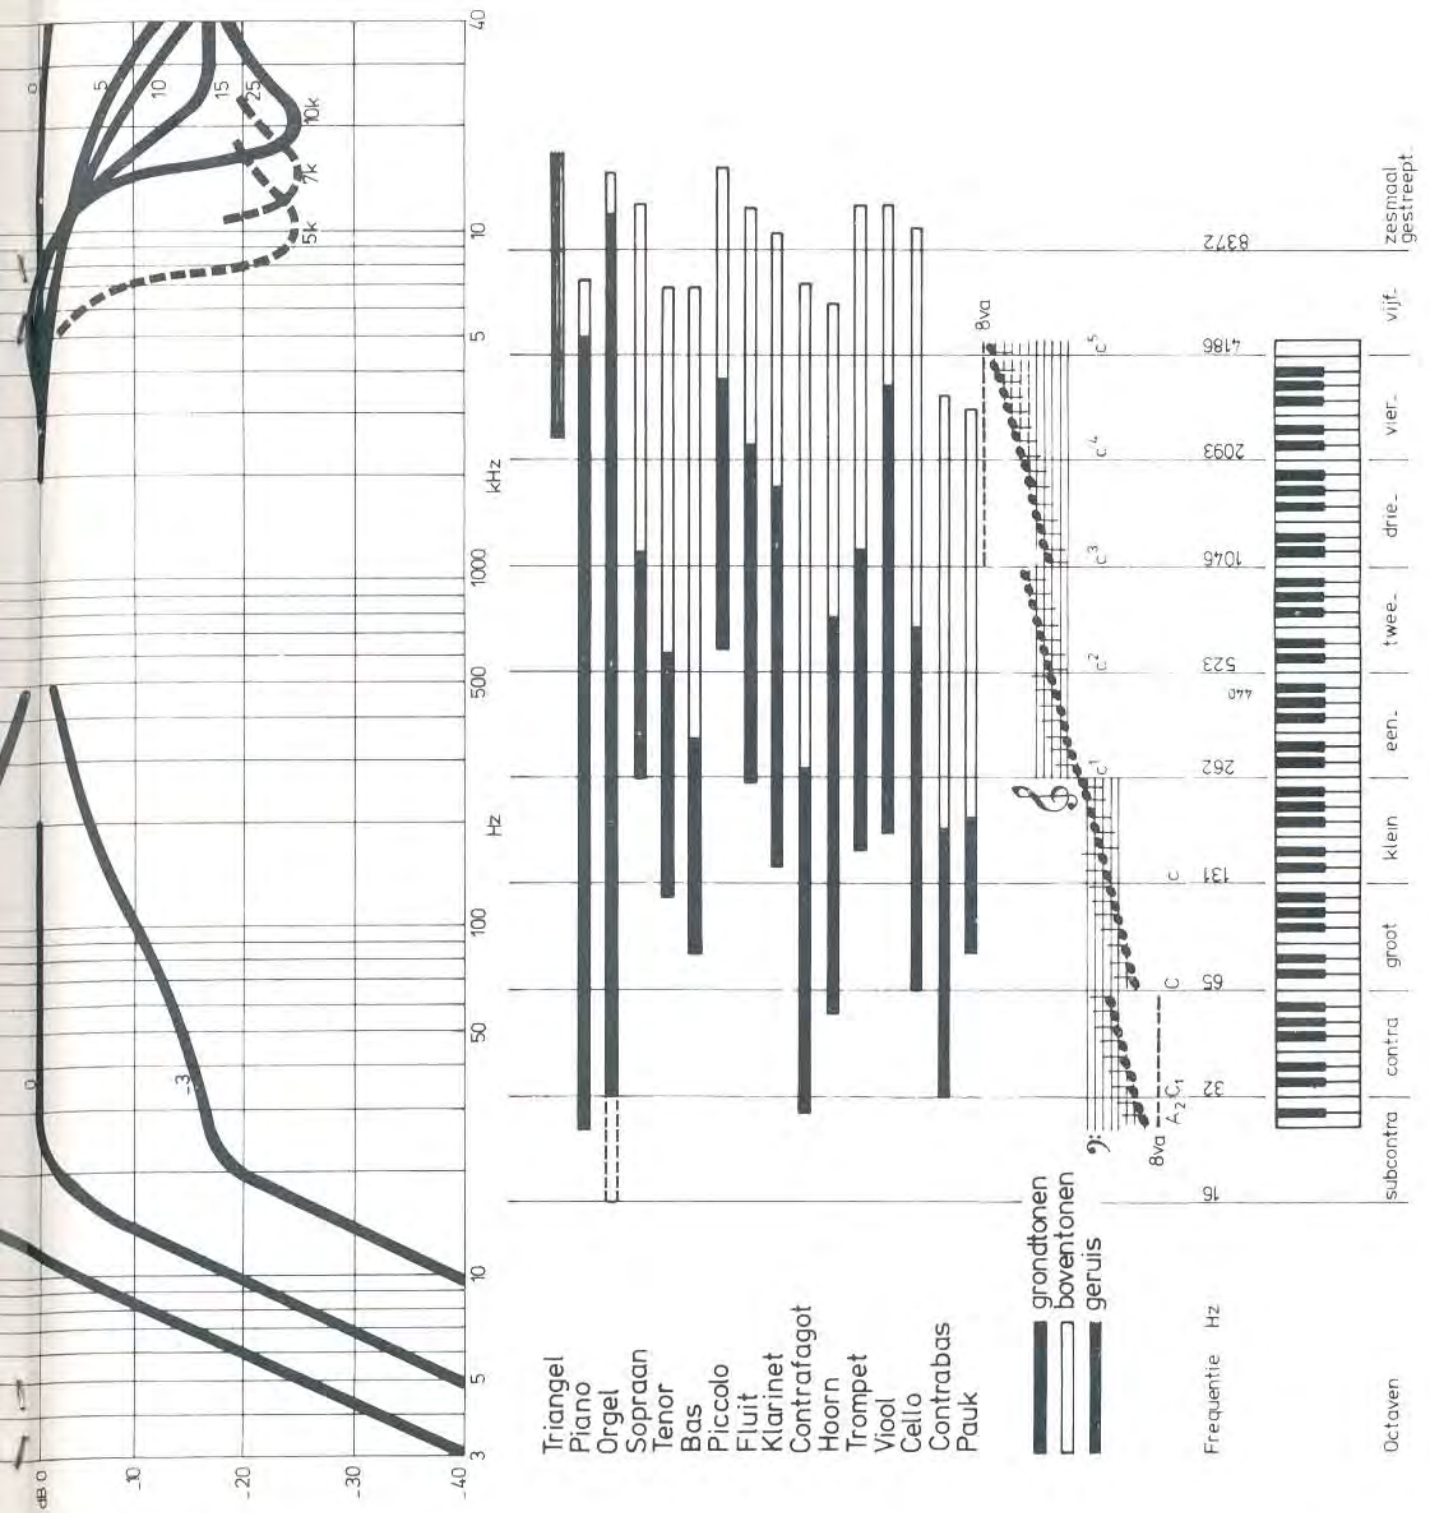 dB 0
-10
-20
-30
-40
0
-3
0
5
10
15
25
5k
7k
10k
3
5
10
50
100
Hz
500
1000
kHz
5
10
40
Triangel
Piano
Orgel
Sopraan
Tenor
Bas
Piccolo
Fluit
Klarinet
Contrafagot
Hoorn
Trompet
Viool
Cello
Contrabas
Pauk
grondtonen
boventonen
geruis
8va
8va
A2 C1 C c c1 c2 c3 c4 c5
Frequentie Hz 16 32 65 131 262 440 523 1046 2093 4186 8372
Octaven subcontra contra groot klein een- twee- drie- vier- vijf- zesmaal
gestreept